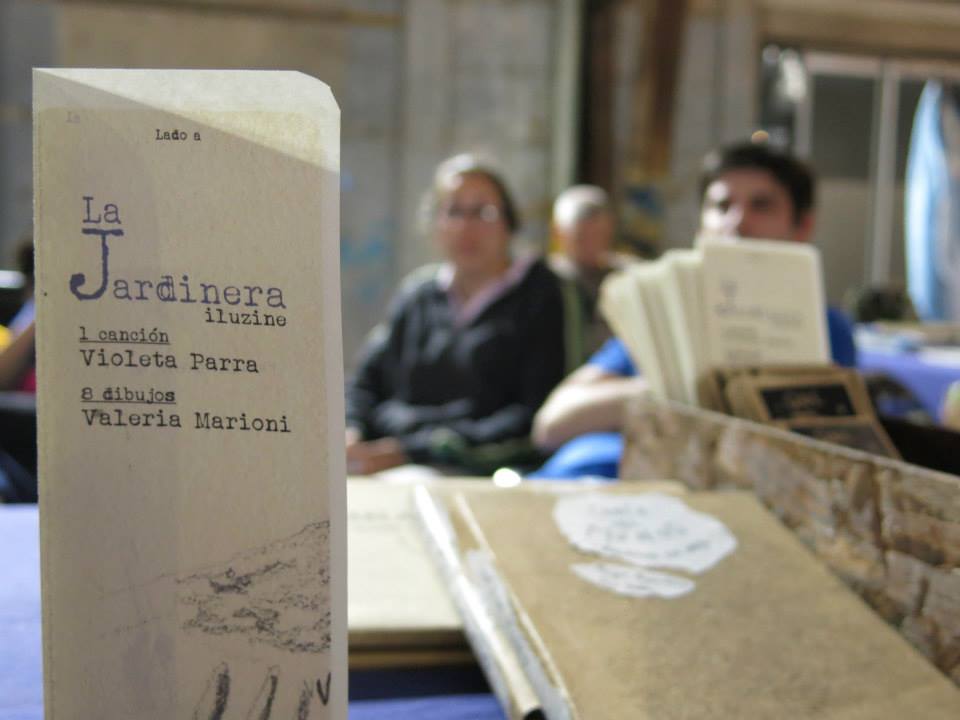 Lado a
La
Jardinera
iluzine
1 canción
Violeta Parra
8 dibujos
Valeria Marioni